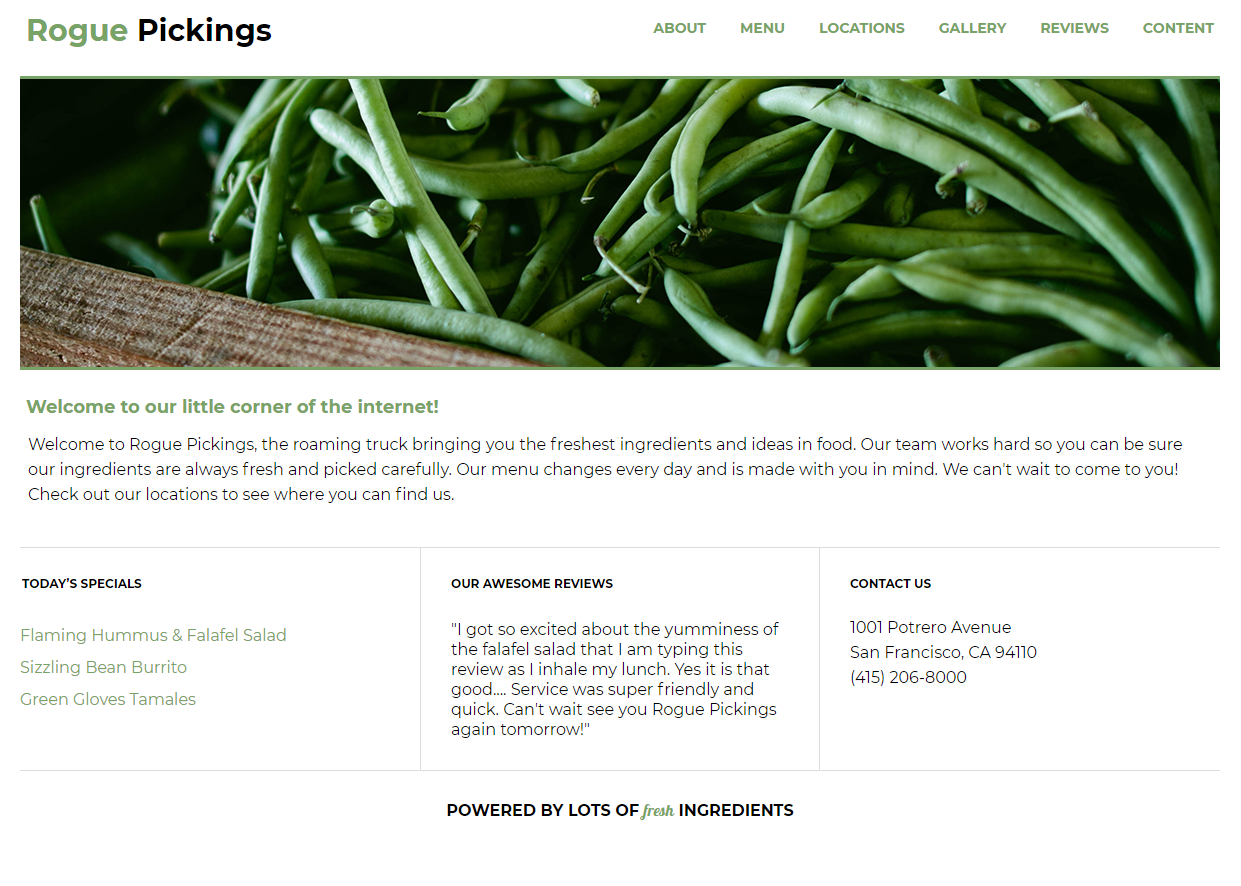 Rogue Pickings
ABOUT MENU LOCATIONS GALLERY REVIEWS CONTENT
Welcome to our little corner of the internet!
Welcome to Rogue Pickings, the roaming truck bringing you the freshest ingredients and ideas in food. Our team works hard so you can be sure
our ingredients are always fresh and picked carefully. Our menu changes every day and is made with you in mind. We can't wait to come to you!
Check out our locations to see where you can find us.
TODAY'S SPECIALS
Flaming Hummus & Falafel Salad
Sizzling Bean Burrito
Green Gloves Tamales
OUR AWESOME REVIEWS
"I got so excited about the yumminess of
the falafel salad that I am typing this
review as I inhale my lunch. Yes it is that
good.... Service was super friendly and
quick. Can't wait see you Rogue Pickings
again tomorrow!"
CONTACT US
1001 Potrero Avenue
San Francisco, CA 94110
(415) 206-8000
POWERED BY LOTS OF fresh INGREDIENTS